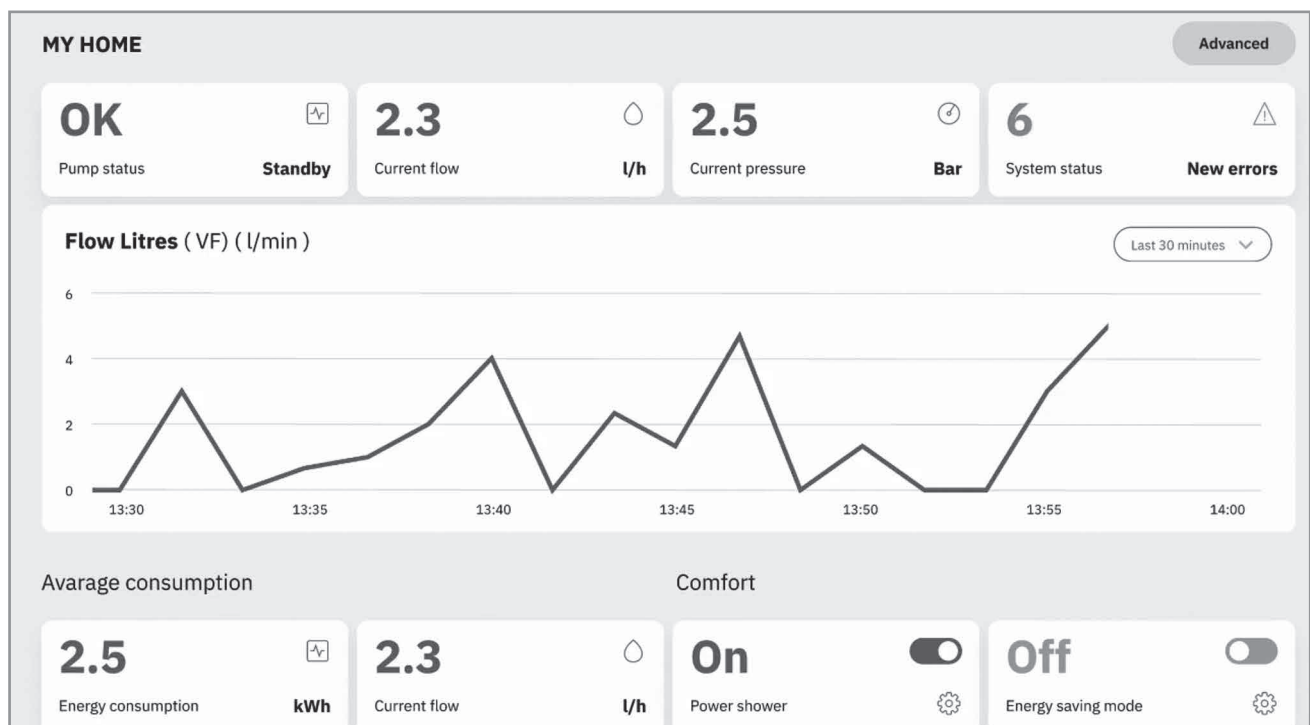 MY HOME
Advanced
OK
Pump status Standby
2.3
Current flow l/h
2.5
Current pressure Bar
6
System status New errors
Flow Litres ( VF) ( l/min )
Last 30 minutes
6
4
2
0
13:30 13:35 13:40 13:45 13:50 13:55 14:00
Avarage consumption
Comfort
2.5
Energy consumption kWh
2.3
Current flow l/h
On
Power shower
Off
Energy saving mode